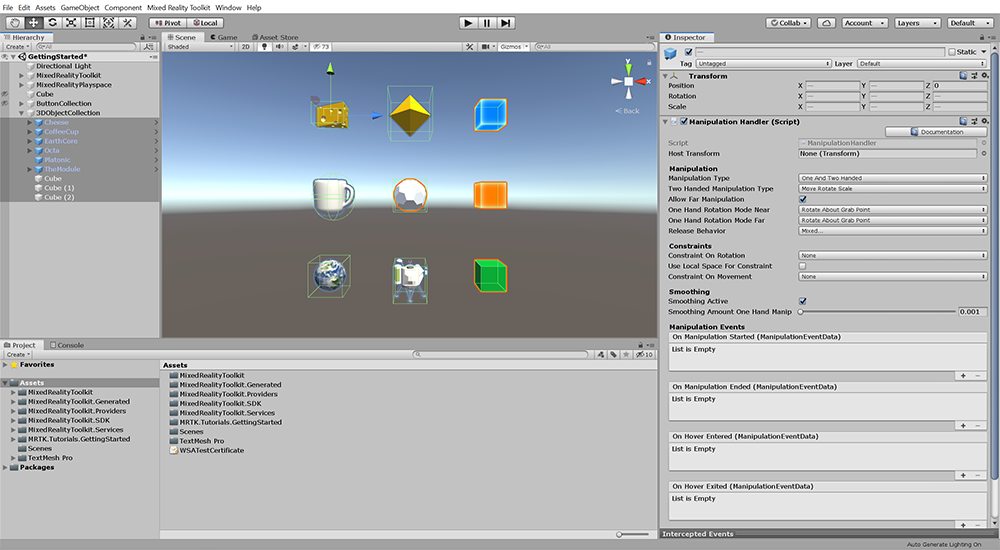 File Edit Assets GameObject Component Mixed Reality Toolkit Window Help
Pivot Local Collab Account Layers Default
Hierarchy
Create All
GettingStarted*
Directional Light
MixedRealityToolkit
MixedRealityPlayspace
Cube
ButtonCollection
3DObjectCollection
Cheese
CoffeeCup
EarthCore
Octa
Platonic
TheModule
Cube
Cube (1)
Cube (2)
Scene Game Asset Store
Shaded 2D 73 Gizmos All
y
x
Back
Inspector
Static
Tag Untagged Layer Default
Transform
Position X — Y — Z 0
Rotation X — Y — Z —
Scale X — Y — Z —
Manipulation Handler (Script)
Documentation
Script — ManipulationHandler
Host Transform None (Transform)
Manipulation
Manipulation Type One And Two Handed
Two Handed Manipulation Type Move Rotate Scale
Allow Far Manipulation
One Hand Rotation Mode Near Rotate About Grab Point
One Hand Rotation Mode Far Rotate About Grab Point
Release Behavior Mixed...
Constraints
Constraint On Rotation None
Use Local Space For Constraint
Constraint On Movement None
Smoothing
Smoothing Active
Smoothing Amount One Hand Manip 0.001
Manipulation Events
On Manipulation Started (ManipulationEventData)
List is Empty
On Manipulation Ended (ManipulationEventData)
List is Empty
On Hover Entered (ManipulationEventData)
List is Empty
On Hover Exited (ManipulationEventData)
List is Empty
Intercepted Events
Project Console
Create 10
Favorites
Assets
MixedRealityToolkit
MixedRealityToolkit.Generated
MixedRealityToolkit.Providers
MixedRealityToolkit.SDK
MixedRealityToolkit.Services
MRTK.Tutorials.GettingStarted
Scenes
TextMesh Pro
Packages
Assets
MixedRealityToolkit
MixedRealityToolkit.Generated
MixedRealityToolkit.Providers
MixedRealityToolkit.SDK
MixedRealityToolkit.Services
MRTK.Tutorials.GettingStarted
Scenes
TextMesh Pro
WSATestCertificate
Auto Generate Lighting On